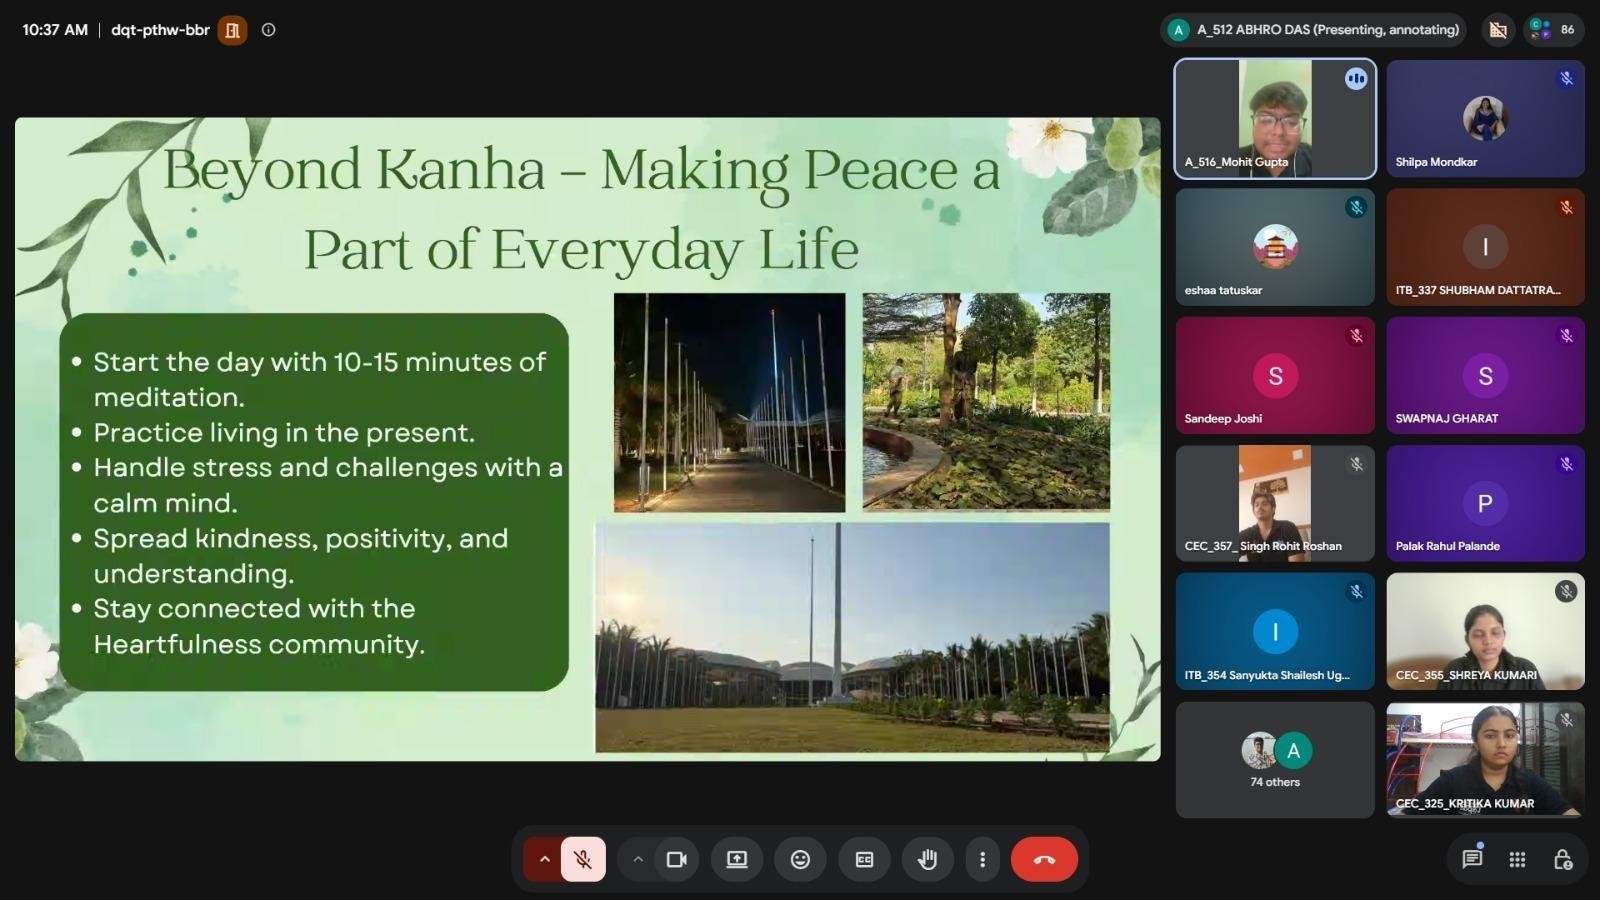 10:37 AM | dqt-pthw-bbr
A A_512 ABHRO DAS (Presenting, annotating)
86
Beyond Kanha – Making Peace a
Part of Everyday Life
• Start the day with 10-15 minutes of
meditation.
• Practice living in the present.
• Handle stress and challenges with a
calm mind.
• Spread kindness, positivity, and
understanding.
• Stay connected with the
Heartfulness community.
A_516_Mohit Gupta
Shilpa Mondkar
eshaa tatuskar
I
ITB_337 SHUBHAM DATTATRA...
S
Sandeep Joshi
S
SWAPNAJ GHARAT
CEC_357_ Singh Rohit Roshan
P
Palak Rahul Palande
I
ITB_354 Sanyukta Shailesh Ug...
CEC_355_SHREYA KUMARI
A
74 others
CEC_325_KRITIKA KUMAR
CC